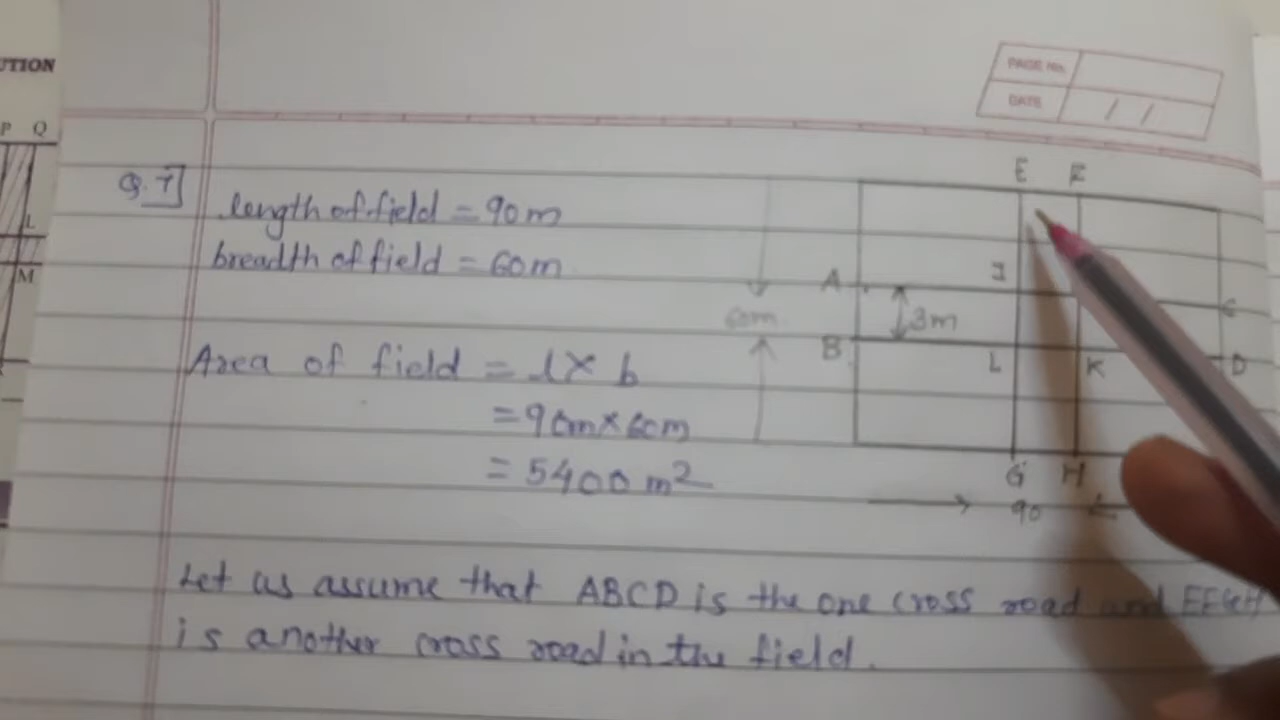 UTION
P Q
L
M
PAGE No.
DATE / /
Q.7]
length of field = 90m
breadth of field = 60m
Area of field = l × b
= 90m × 60m
= 5400 m²
E F
A
I
60m
3m
C
B
L
K
D
G H
90
Let us assume that ABCD is the one cross road and EFGH
is another cross road in the field.